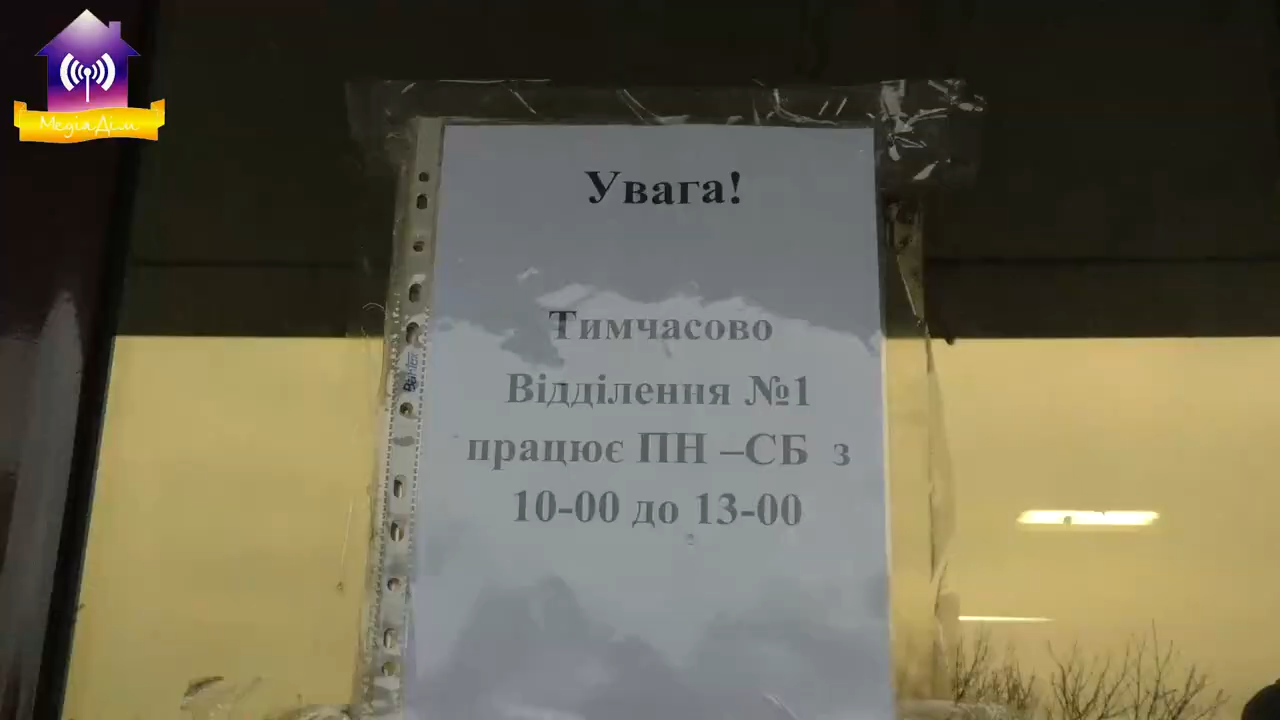 МедіаДім
Увага!
Тимчасово
Відділення №1
працює ПН –СБ з
10-00 до 13-00